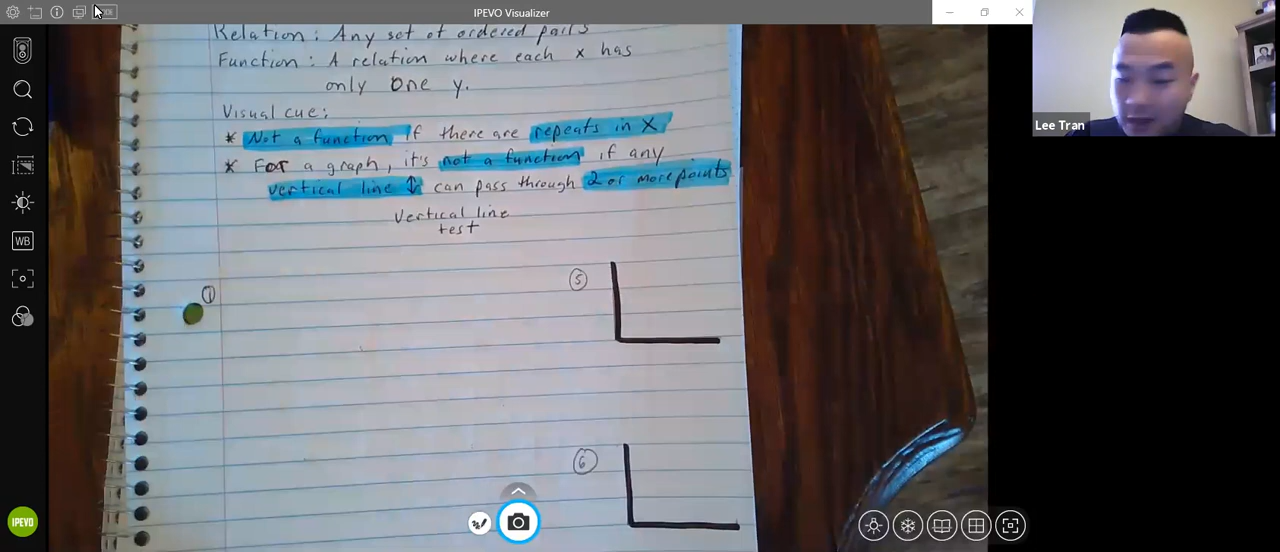 IPEVO Visualizer
Relation: Any set of ordered pairs
Function: A relation where each x has
only one y.
Visual cue:
* Not a function if there are repeats in X
* For a graph, it's not a function if any
vertical line ↕ can pass through 2 or more points
Vertical line
test
①
⑤
⑥
WB
IPEVO
Lee Tran